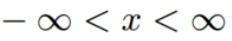 − ∞ < x < ∞